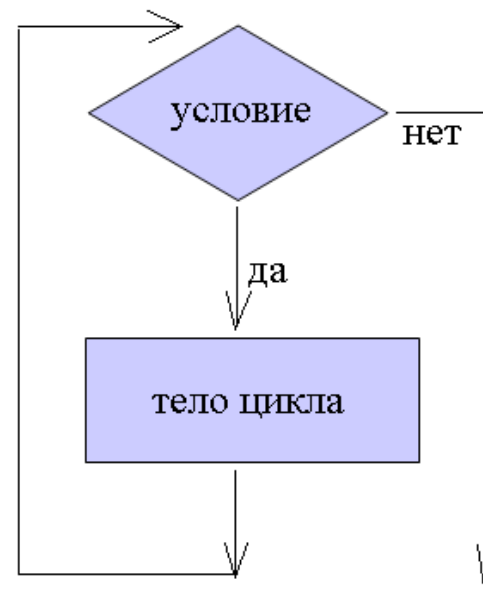 условие
нет
да
тело цикла